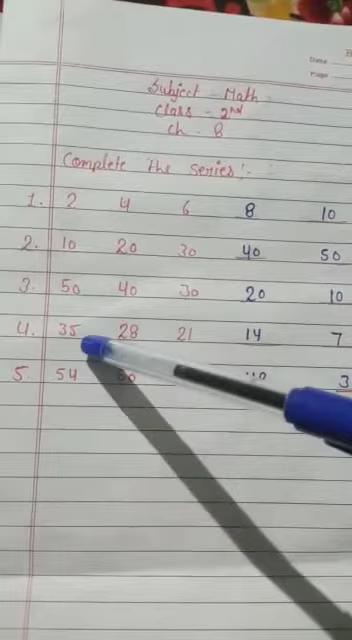 Date
Page
Subject - Math
Class - 2nd
Ch - 8
Complete the series :-
1. 2 4 6 8 10
2. 10 20 30 40 50
3. 50 40 30 20 10
4. 35 28 21 14 7
5. 54